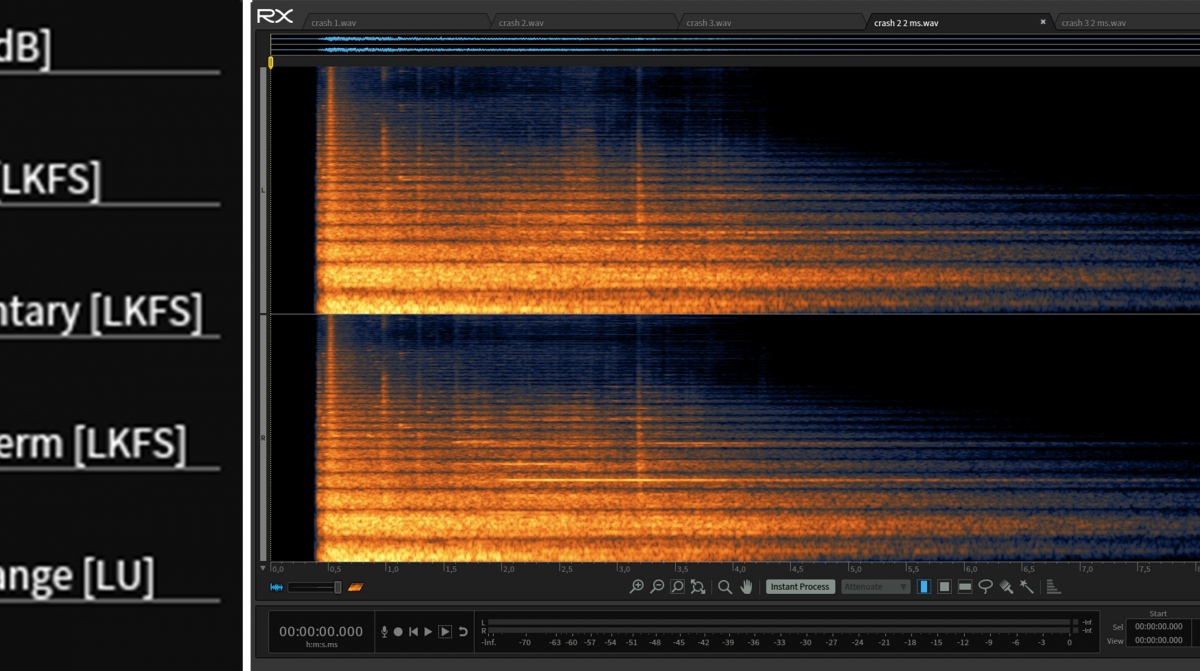 dB]
[LKFS]
ntary [LKFS]
erm [LKFS]
ange [LU]
RX
crash 1.wav
crash 2.wav
crash 3.wav
crash 2 2 ms.wav
crash 3 2 ms.wav
L
R
0,0 0,5 1,0 1,5 2,0 2,5 3,0 3,5 4,0 4,5 5,0 5,5 6,0 6,5 7,0 7,5
Instant Process
Attenuate
00:00:00.000
h:m:s.ms
L
R
-Inf.
-Inf.
-Inf. -70 -63 -60 -57 -54 -51 -48 -45 -42 -39 -36 -33 -30 -27 -24 -21 -18 -15 -12 -9 -6 -3 0
Start
Sel 00:00:00.000
View 00:00:00.000